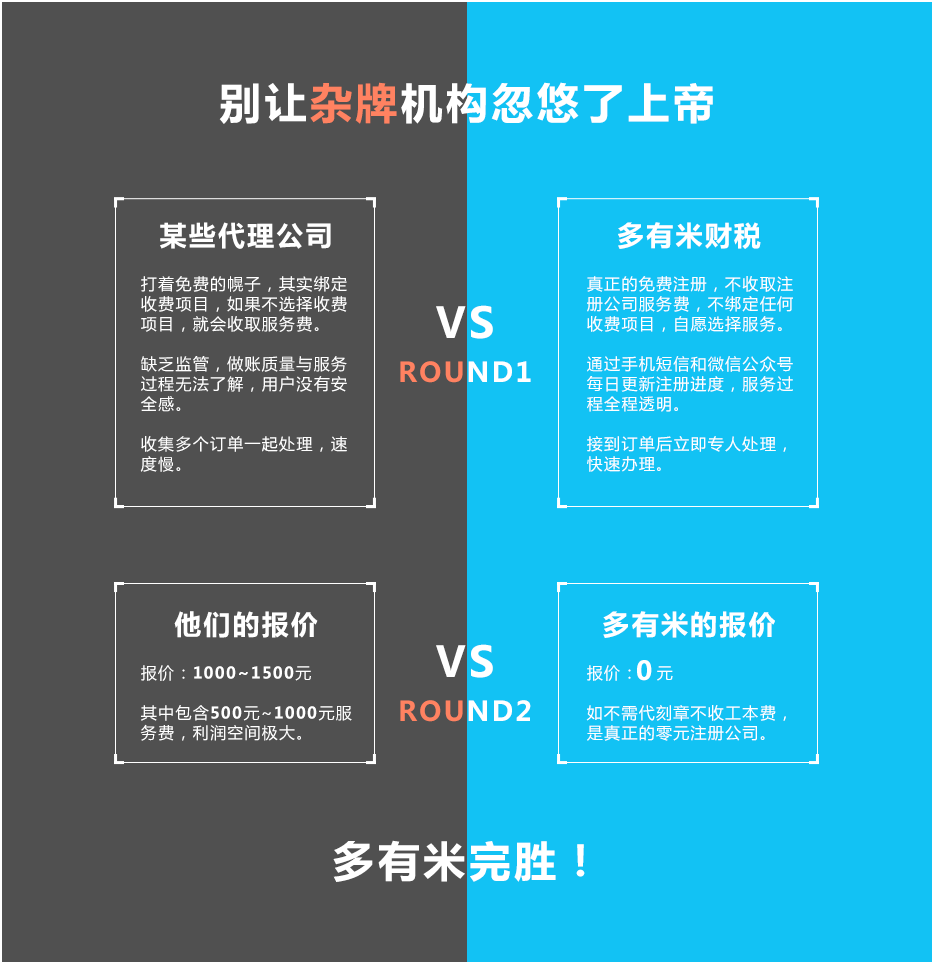 别让杂牌机构忽悠了上帝
某些代理公司
打着免费的幌子，其实绑定
收费项目，如果不选择收费
项目，就会收取服务费。
缺乏监管，做账质量与服务
过程无法了解，用户没有安
全感。
收集多个订单一起处理，速
度慢。
VS
ROUND1
多有米财税
真正的免费注册，不收取注
册公司服务费，不绑定任何
收费项目，自愿选择服务。
通过手机短信和微信公众号
每日更新注册进度，服务过
程全程透明。
接到订单后立即专人处理，
快速办理。
他们的报价
报价：1000~1500元
其中包含500元~1000元服
务费，利润空间极大。
VS
ROUND2
多有米的报价
报价：0 元
如不需代刻章不收工本费，
是真正的零元注册公司。
多有米完胜！